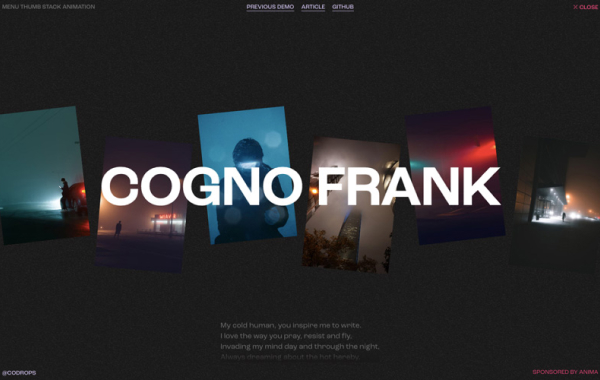 MENU THUMB STACK ANIMATION
PREVIOUS DEMO ARTICLE GITHUB
✕ CLOSE
COGNO FRANK
My cold human, you inspire me to write.
I love the way you pray, resist and fly,
Invading my mind day and through the night,
Always dreaming about the hot hereby.
@CODROPS
SPONSORED BY ANIMA